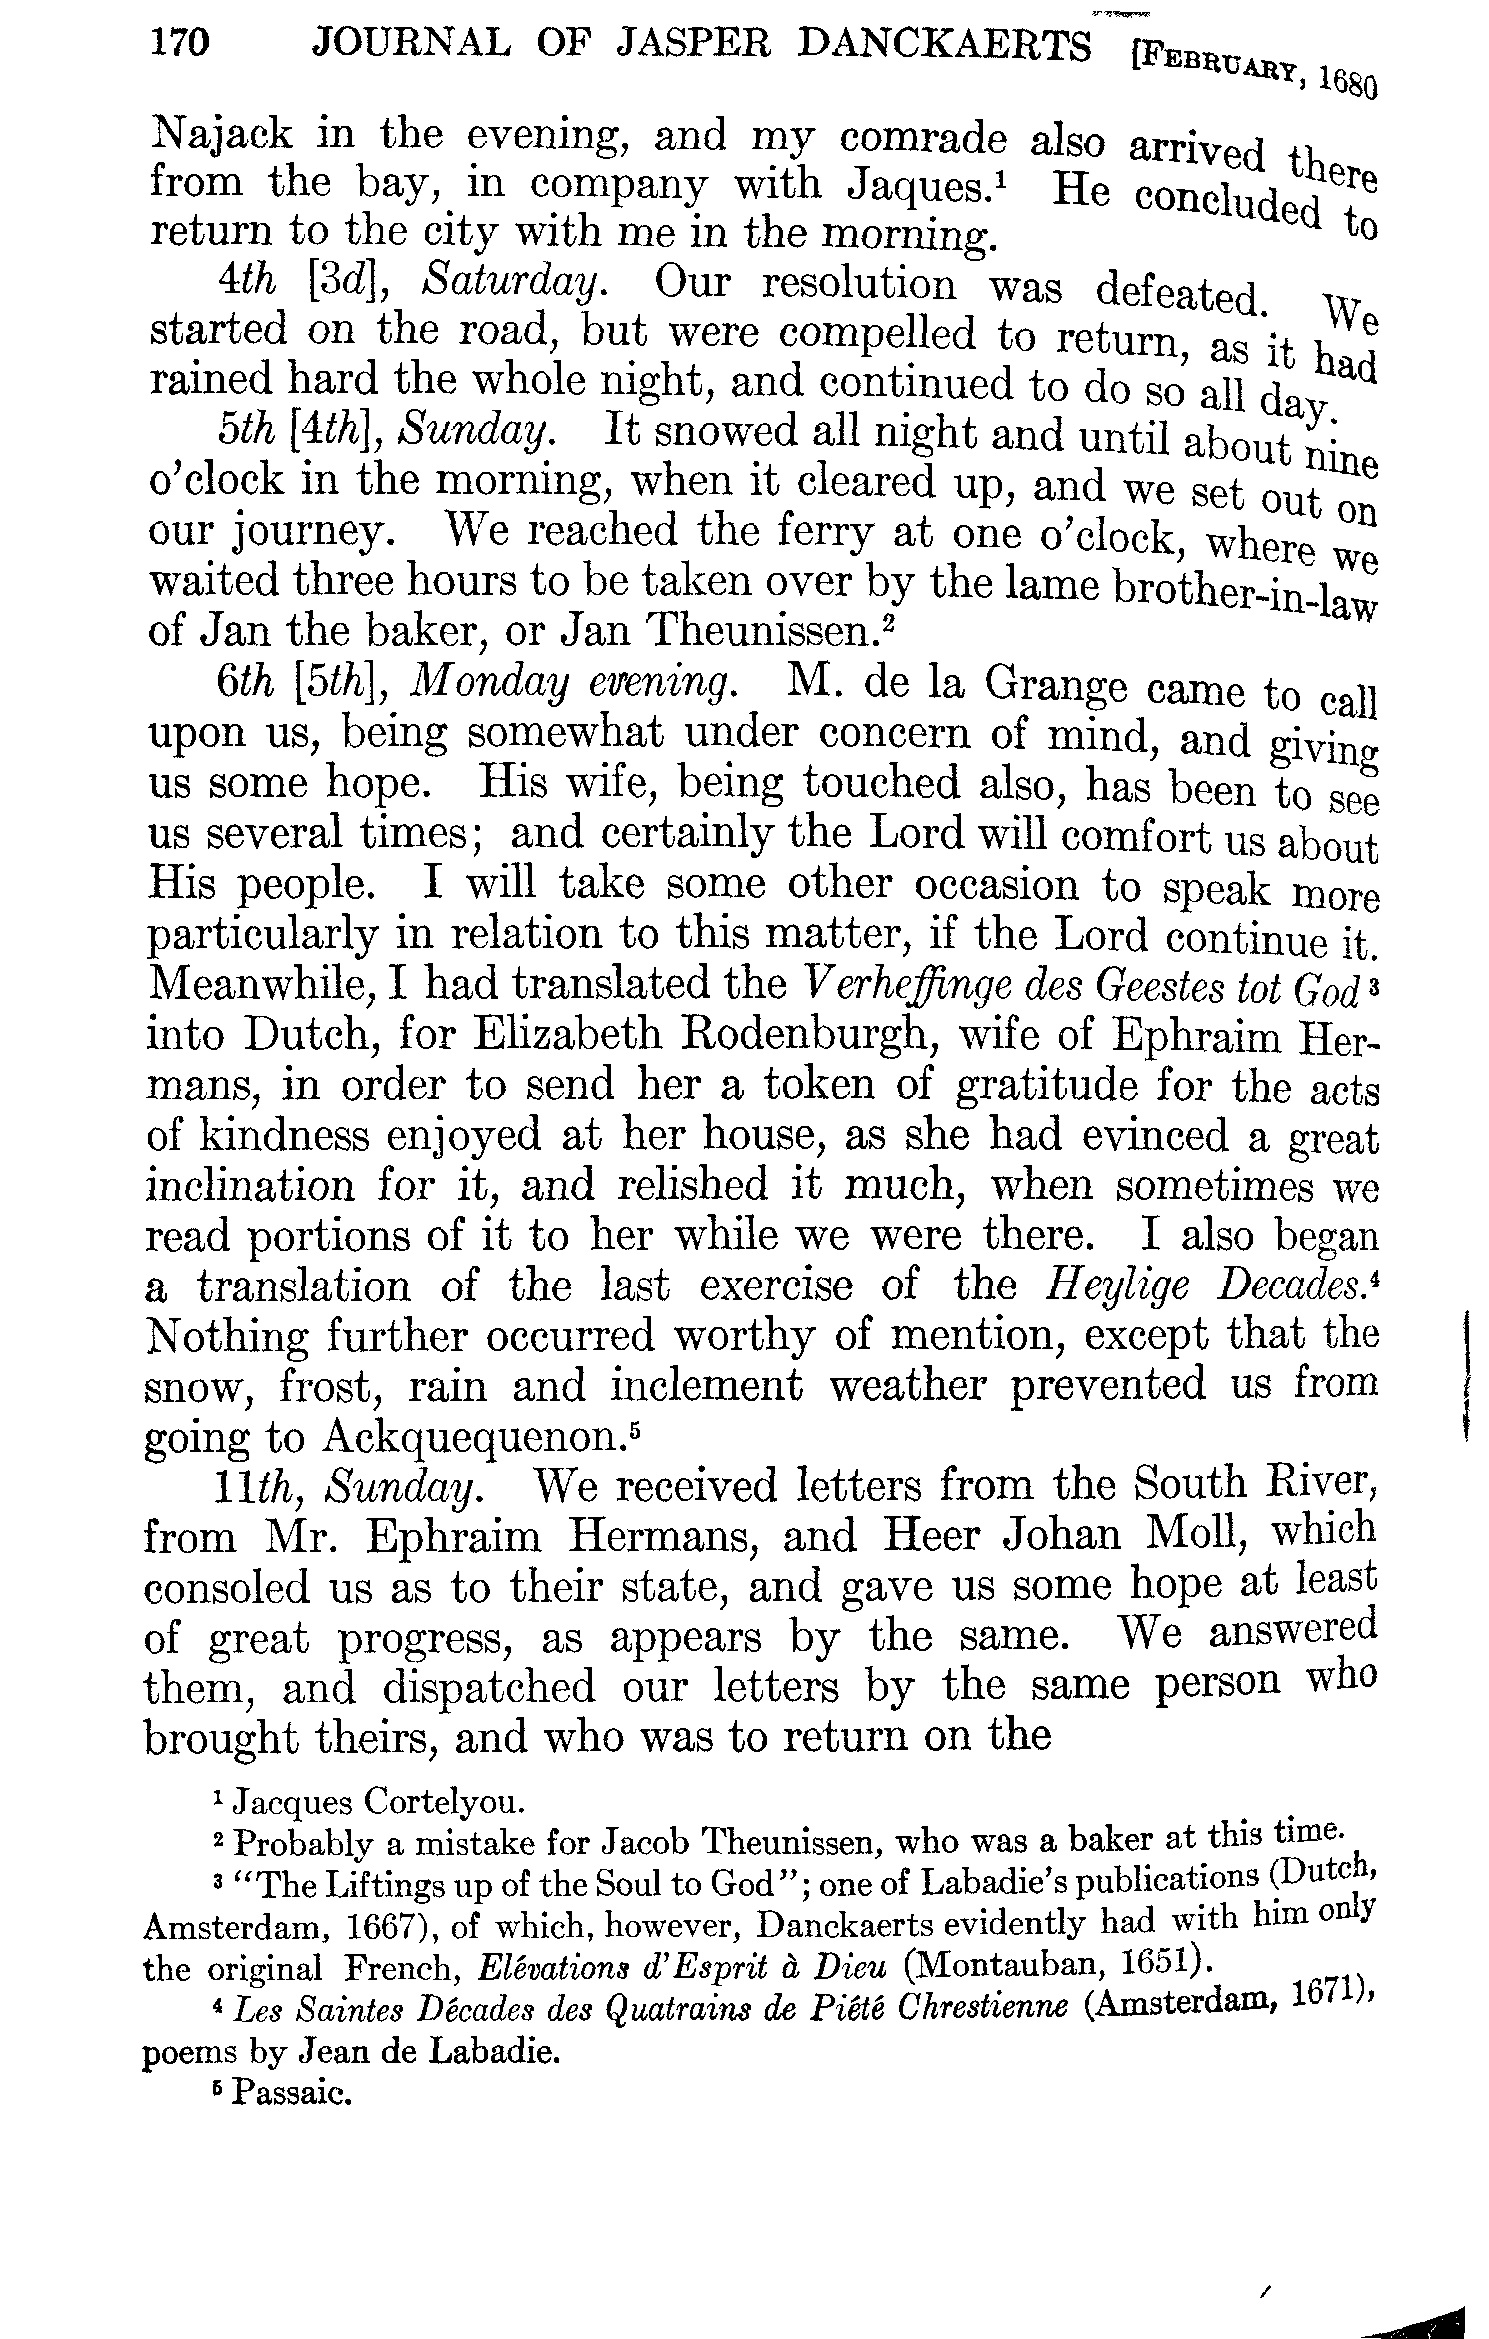 170 JOURNAL OF JASPER DANCKAERTS [FEBRUARY, 1680
Najack in the evening, and my comrade also arrived there
from the bay, in company with Jaques.¹ He concluded to
return to the city with me in the morning.
4th [3d], Saturday. Our resolution was defeated. We
started on the road, but were compelled to return, as it had
rained hard the whole night, and continued to do so all day.
5th [4th], Sunday. It snowed all night and until about nine
o'clock in the morning, when it cleared up, and we set out on
our journey. We reached the ferry at one o'clock, where we
waited three hours to be taken over by the lame brother-in-law
of Jan the baker, or Jan Theunissen.²
6th [5th], Monday evening. M. de la Grange came to call
upon us, being somewhat under concern of mind, and giving
us some hope. His wife, being touched also, has been to see
us several times; and certainly the Lord will comfort us about
His people. I will take some other occasion to speak more
particularly in relation to this matter, if the Lord continue it.
Meanwhile, I had translated the Verheffinge des Geestes tot God ³
into Dutch, for Elizabeth Rodenburgh, wife of Ephraim Her-
mans, in order to send her a token of gratitude for the acts
of kindness enjoyed at her house, as she had evinced a great
inclination for it, and relished it much, when sometimes we
read portions of it to her while we were there. I also began
a translation of the last exercise of the Heylige Decades.⁴
Nothing further occurred worthy of mention, except that the
snow, frost, rain and inclement weather prevented us from
going to Ackquequenon.⁵
11th, Sunday. We received letters from the South River,
from Mr. Ephraim Hermans, and Heer Johan Moll, which
consoled us as to their state, and gave us some hope at least
of great progress, as appears by the same. We answered
them, and dispatched our letters by the same person who
brought theirs, and who was to return on the
¹ Jacques Cortelyou.
² Probably a mistake for Jacob Theunissen, who was a baker at this time.
³ "The Liftings up of the Soul to God"; one of Labadie's publications (Dutch,
Amsterdam, 1667), of which, however, Danckaerts evidently had with him only
the original French, Elévations d'Esprit à Dieu (Montauban, 1651).
⁴ Les Saintes Décades des Quatrains de Piété Chrestienne (Amsterdam, 1671),
poems by Jean de Labadie.
⁵ Passaic.